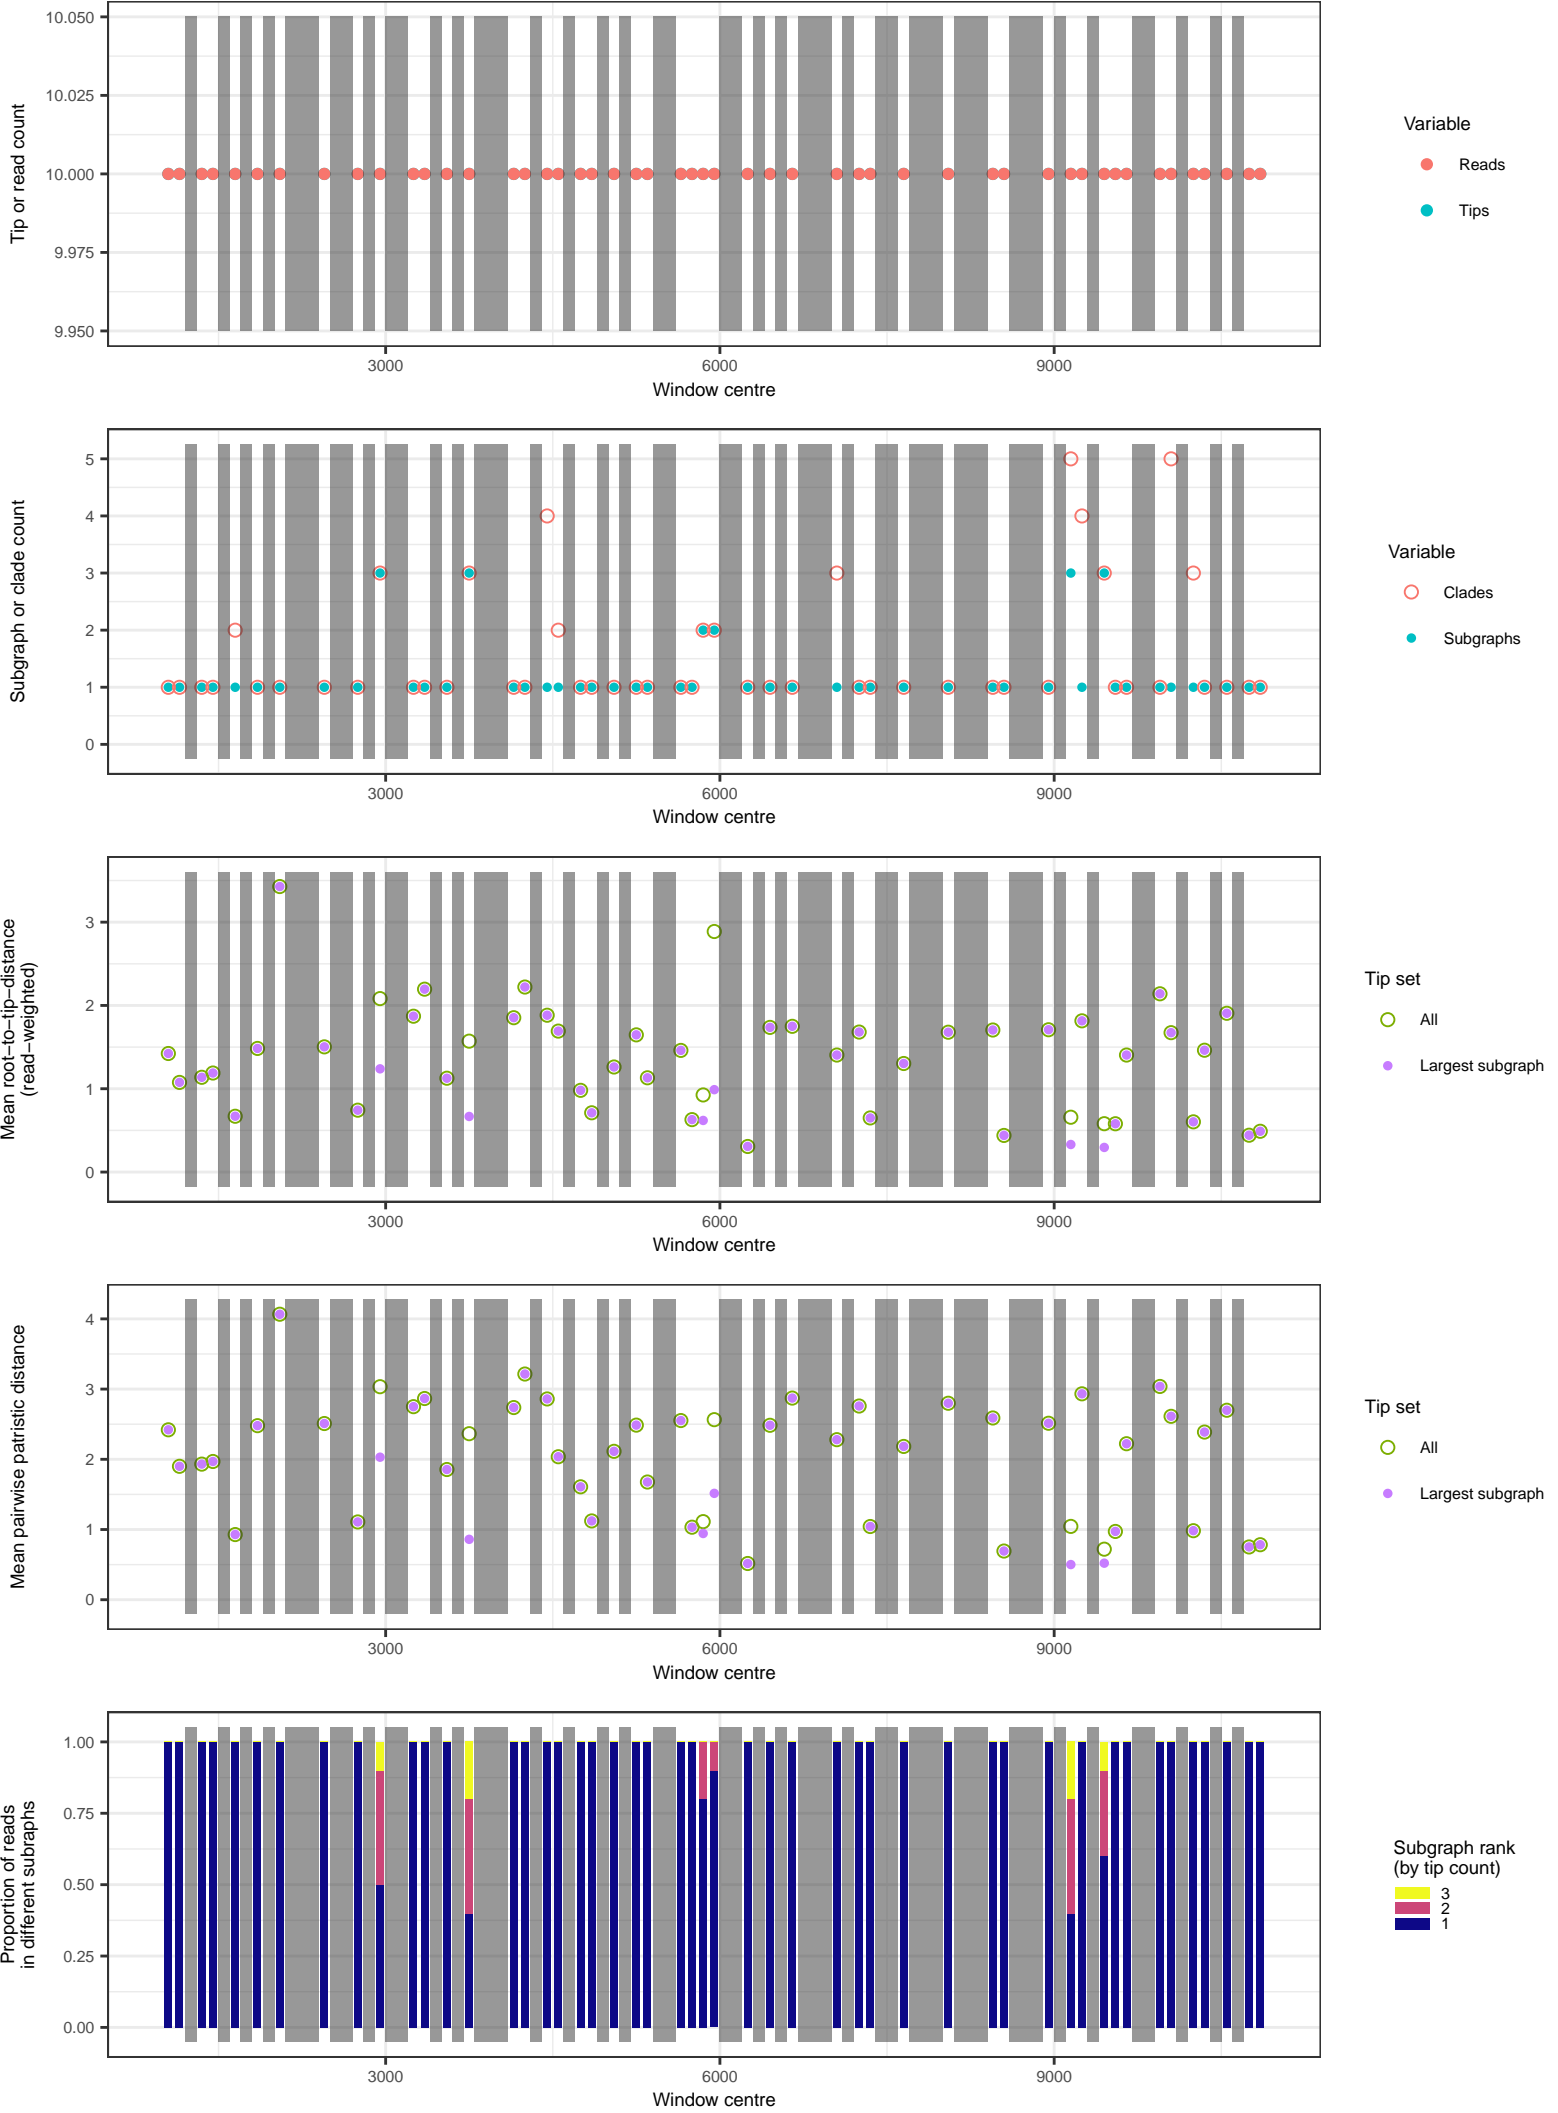 10.050
10.025
10.000
9.975
9.950
Tip or read count
3000
6000
9000
Window centre
Variable
Reads
Tips
5
4
3
2
1
0
Subgraph or clade count
3000
6000
9000
Window centre
Variable
Clades
Subgraphs
3
2
1
0
Mean root−to−tip−distance
(read−weighted)
3000
6000
9000
Window centre
Tip set
All
Largest subgraph
4
3
2
1
0
Mean pairwise patristic distance
3000
6000
9000
Window centre
Tip set
All
Largest subgraph
1.00
0.75
0.50
0.25
0.00
Proportion of reads
in different subraphs
3000
6000
9000
Window centre
Subgraph rank
(by tip count)
3
2
1